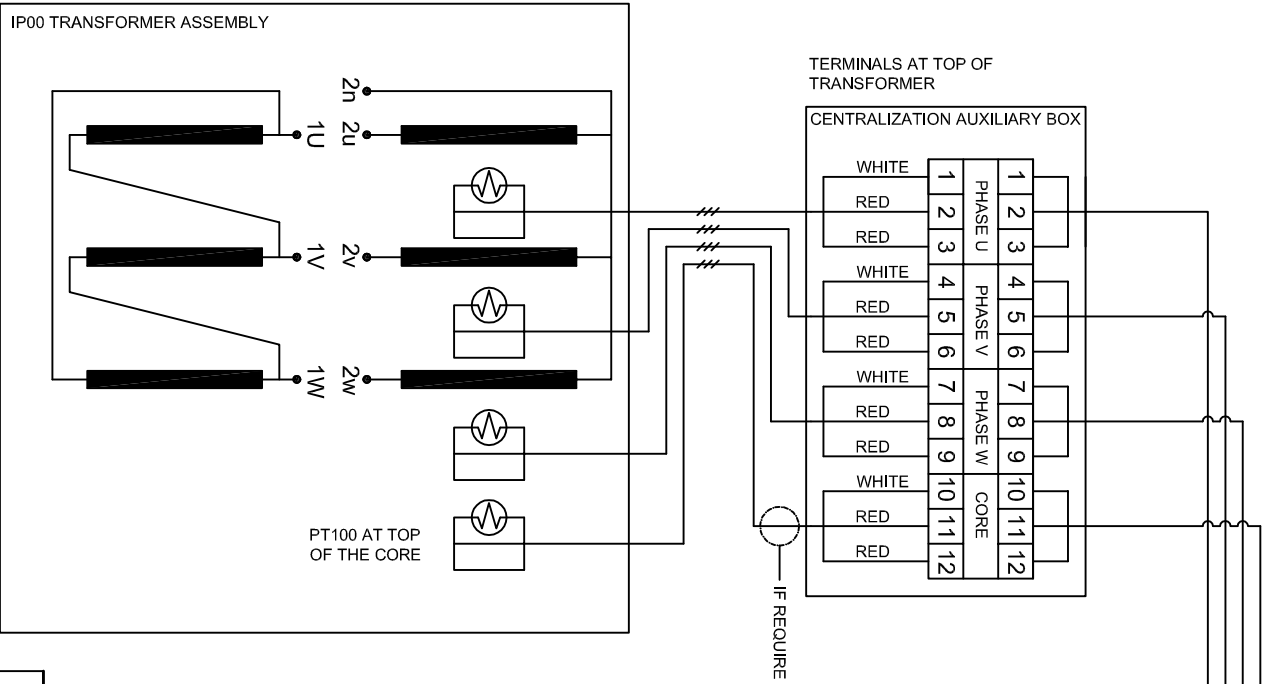 IP00 TRANSFORMER ASSEMBLY
2n
1U 2u
1V 2v
1W 2w
PT100 AT TOP
OF THE CORE
IF REQUIRE
TERMINALS AT TOP OF
TRANSFORMER
CENTRALIZATION AUXILIARY BOX
WHITE 1 1
RED 2 PHASE U 2
RED 3 3
WHITE 4 4
RED 5 PHASE V 5
RED 6 6
WHITE 7 7
RED 8 PHASE W 8
RED 9 9
WHITE 10 10
RED 11 CORE 11
RED 12 12